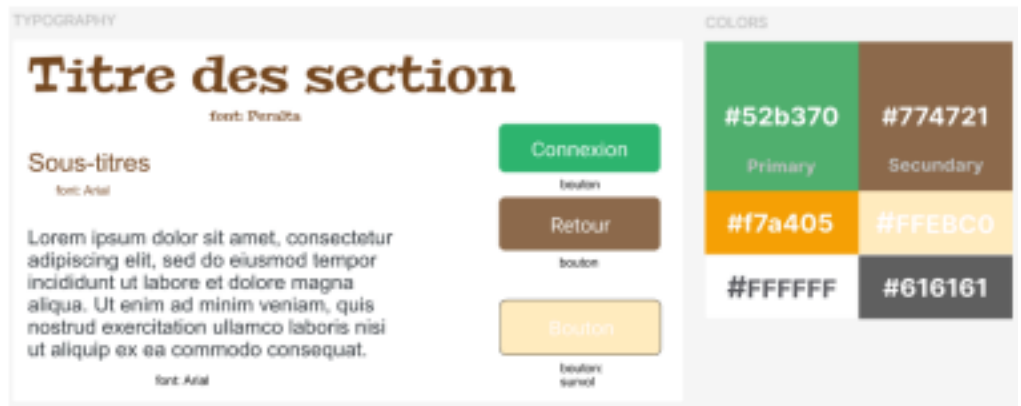 TYPOGRAPHY
Titre des section
font: Peralta
Sous-titres
font: Arial
Lorem ipsum dolor sit amet, consectetur
adipiscing elit, sed do eiusmod tempor
incididunt ut labore et dolore magna
aliqua. Ut enim ad minim veniam, quis
nostrud exercitation ullamco laboris nisi
ut aliquip ex ea commodo consequat.
font: Arial
Connexion
bouton
Retour
bouton
Bouton
bouton:
survol
COLORS
#52b370
Primary
#774721
Secundary
#f7a405
#FFEBC0
#FFFFFF
#616161